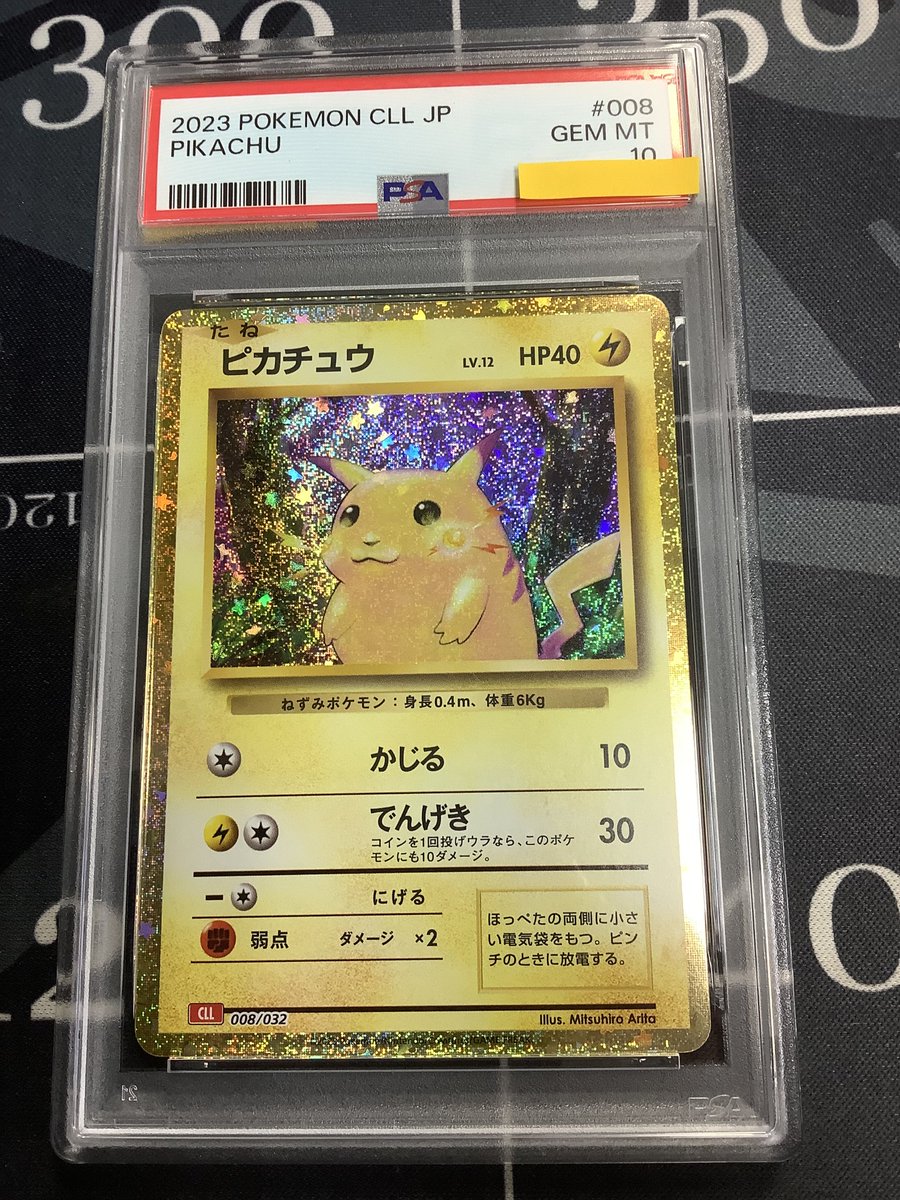 300
350
2023 POKEMON CLL JP #008
PIKACHU GEM MT
10
PSA
たね
ピカチュウ LV.12 HP40
120
ねずみポケモン：身長0.4m、体重6Kg
かじる 10
でんげき 30
コインを1回投げウラなら、このポケ
モンにも10ダメージ。
にげる
弱点 ダメージ ×2
ほっぺたの両側に小さ
い電気袋をもつ。ピン
チのときに放電する。
CLL 008/032 Illus. Mitsuhiro Arita
21
PSA